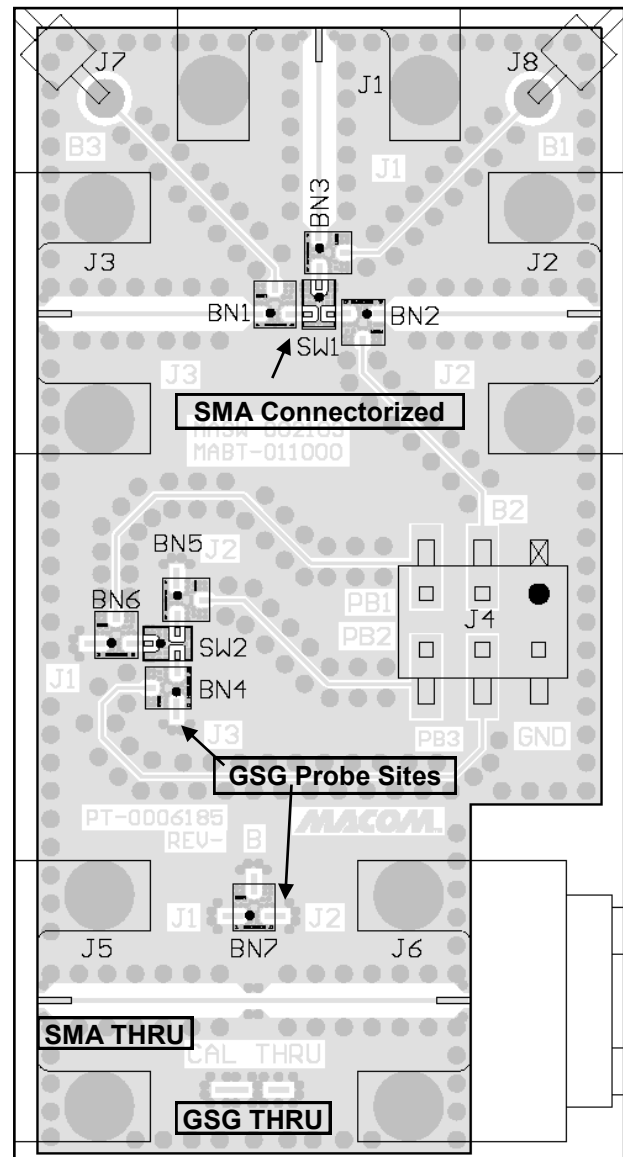 J7
J1
J8
B3
J1
B1
BN3
J3
J2
BN1
BN2
SW1
J3
J2
SMA Connectorized
MASW-002103
MABT-011000
B2
BN5
J2
PB1
J4
BN6
PB2
SW2
J1
BN4
J3
PB3
GND
GSG Probe Sites
PT-0006185
MACOM
REV-
B
J1
J2
J5
BN7
J6
SMA THRU
CAL THRU
GSG THRU